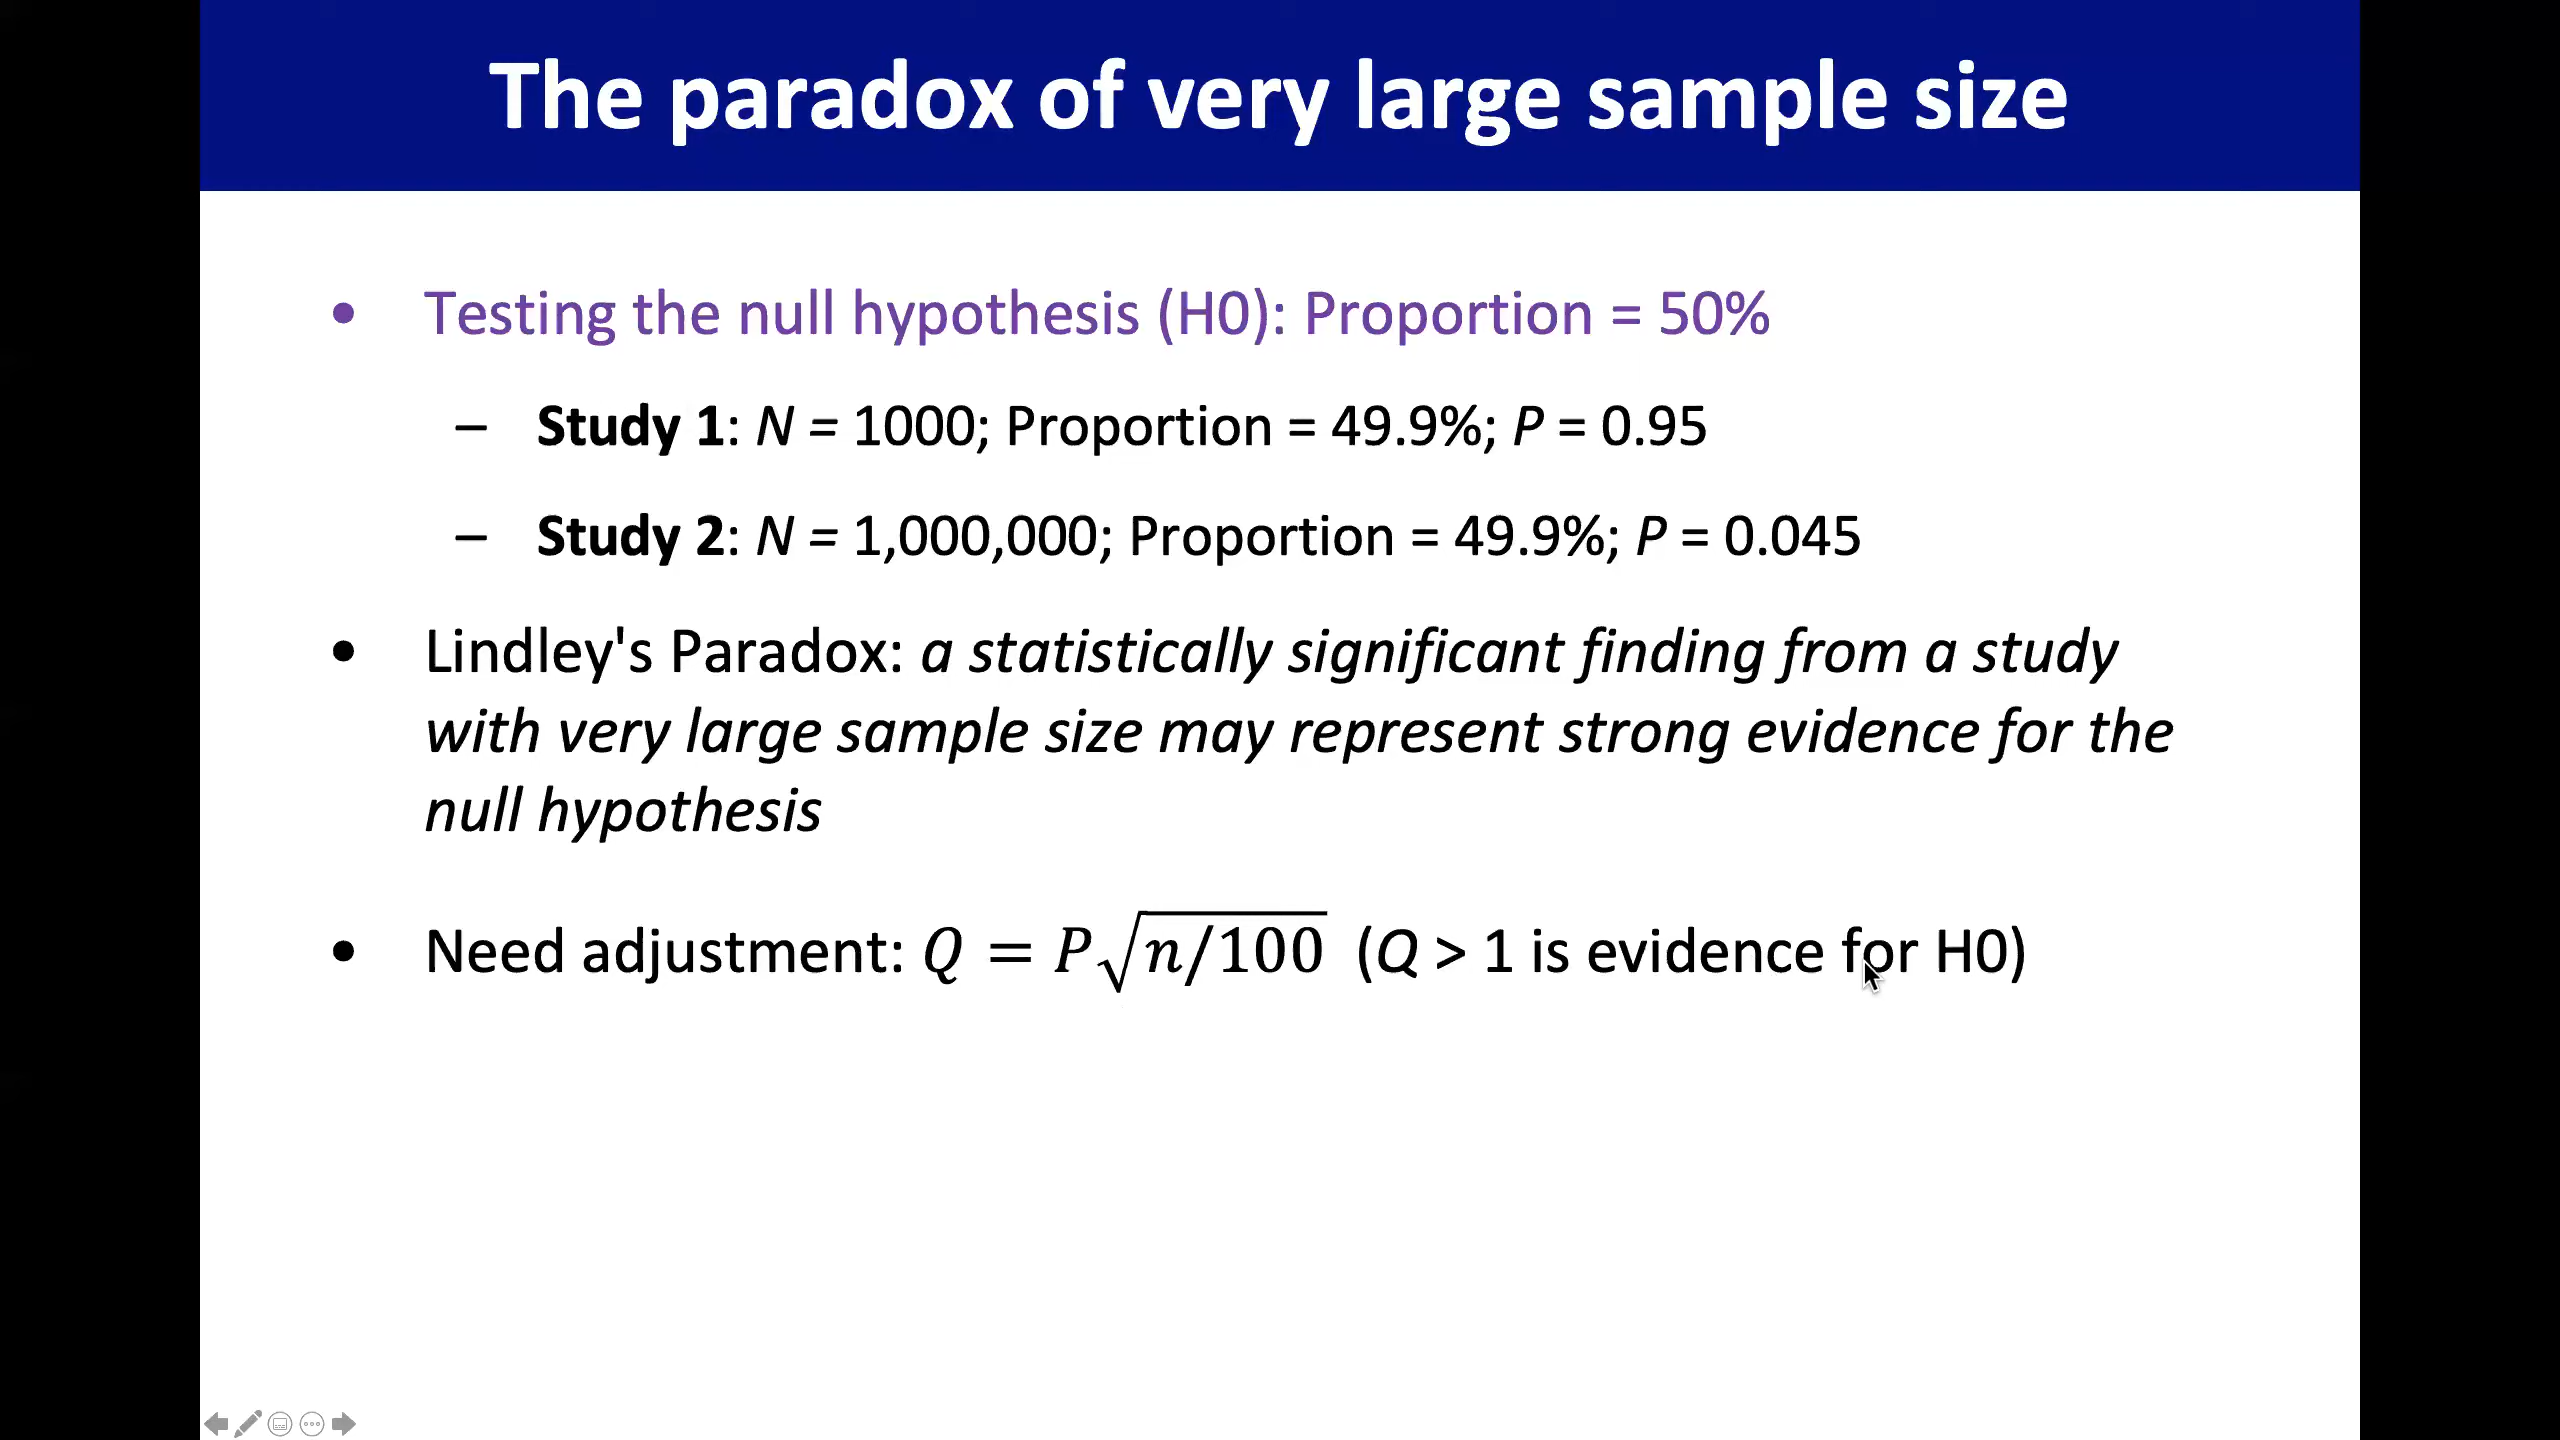 The paradox of very large sample size
• Testing the null hypothesis (H0): Proportion = 50%
– Study 1: N = 1000; Proportion = 49.9%; P = 0.95
– Study 2: N = 1,000,000; Proportion = 49.9%; P = 0.045
• Lindley's Paradox: a statistically significant finding from a study
with very large sample size may represent strong evidence for the
null hypothesis
• Need adjustment: Q = P√n/100 (Q > 1 is evidence for H0)